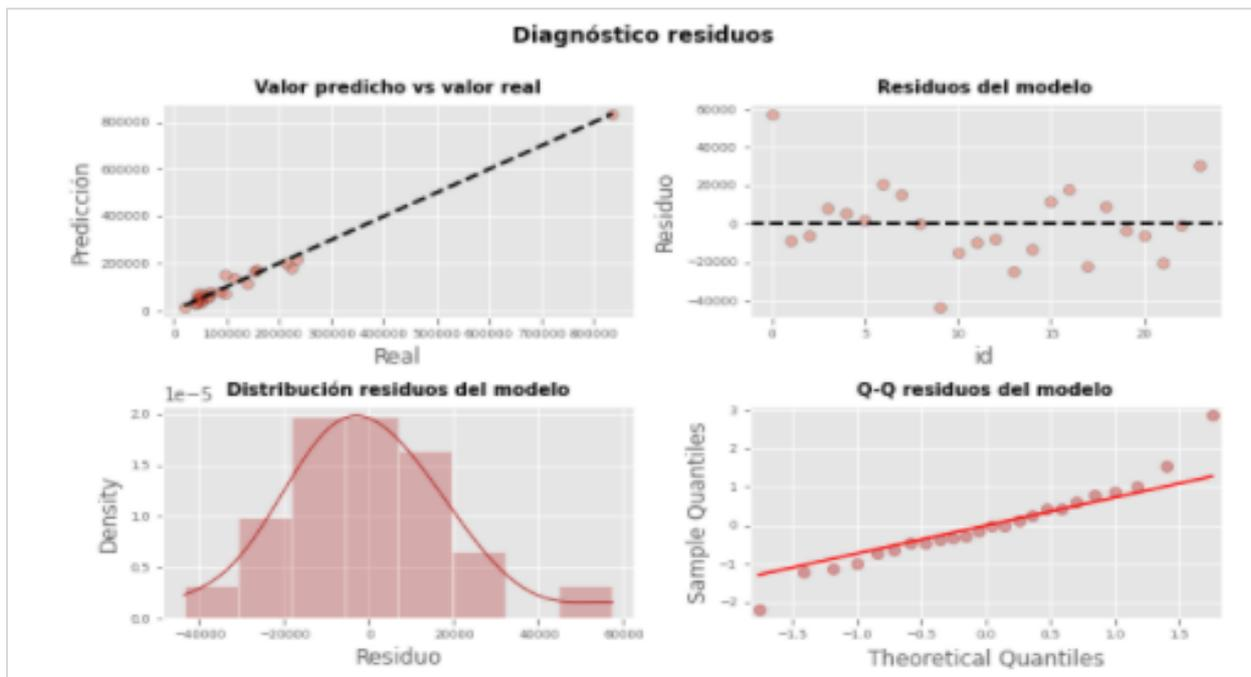 Diagnóstico residuos
Valor predicho vs valor real
Predicción
800000
600000
400000
200000
0
0 100000 200000 300000 400000 500000 600000 700000 800000
Real
Residuos del modelo
Residuo
60000
40000
20000
0
−20000
−40000
0 5 10 15 20
id
1e−5
Distribución residuos del modelo
Density
2.0
1.5
1.0
0.5
0.0
−40000 −20000 0 20000 40000 60000
Residuo
Q-Q residuos del modelo
Sample Quantiles
3
2
1
0
−1
−2
−1.5 −1.0 −0.5 0.0 0.5 1.0 1.5
Theoretical Quantiles